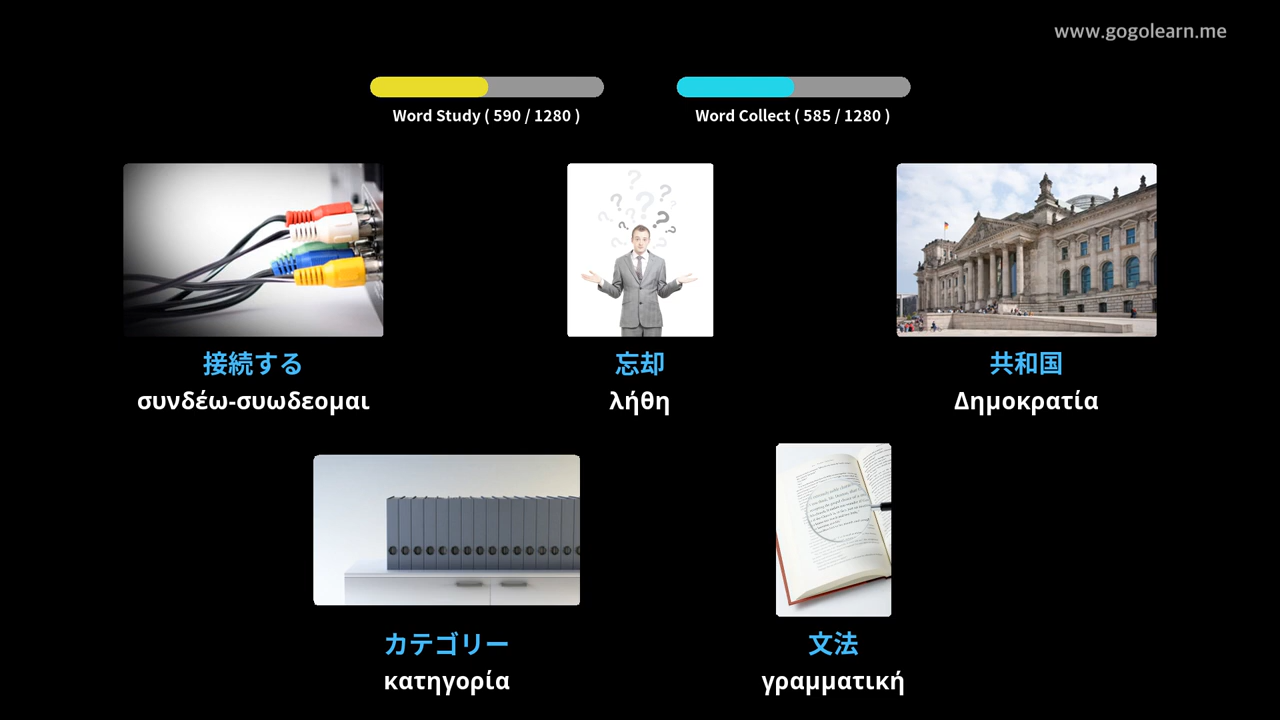 www.gogolearn.me
Word Study ( 590 / 1280 )
Word Collect ( 585 / 1280 )
接続する
忘却
共和国
συνδέω-συωδεομαι
λήθη
Δημοκρατία
カテゴリー
文法
κατηγορία
γραμματική